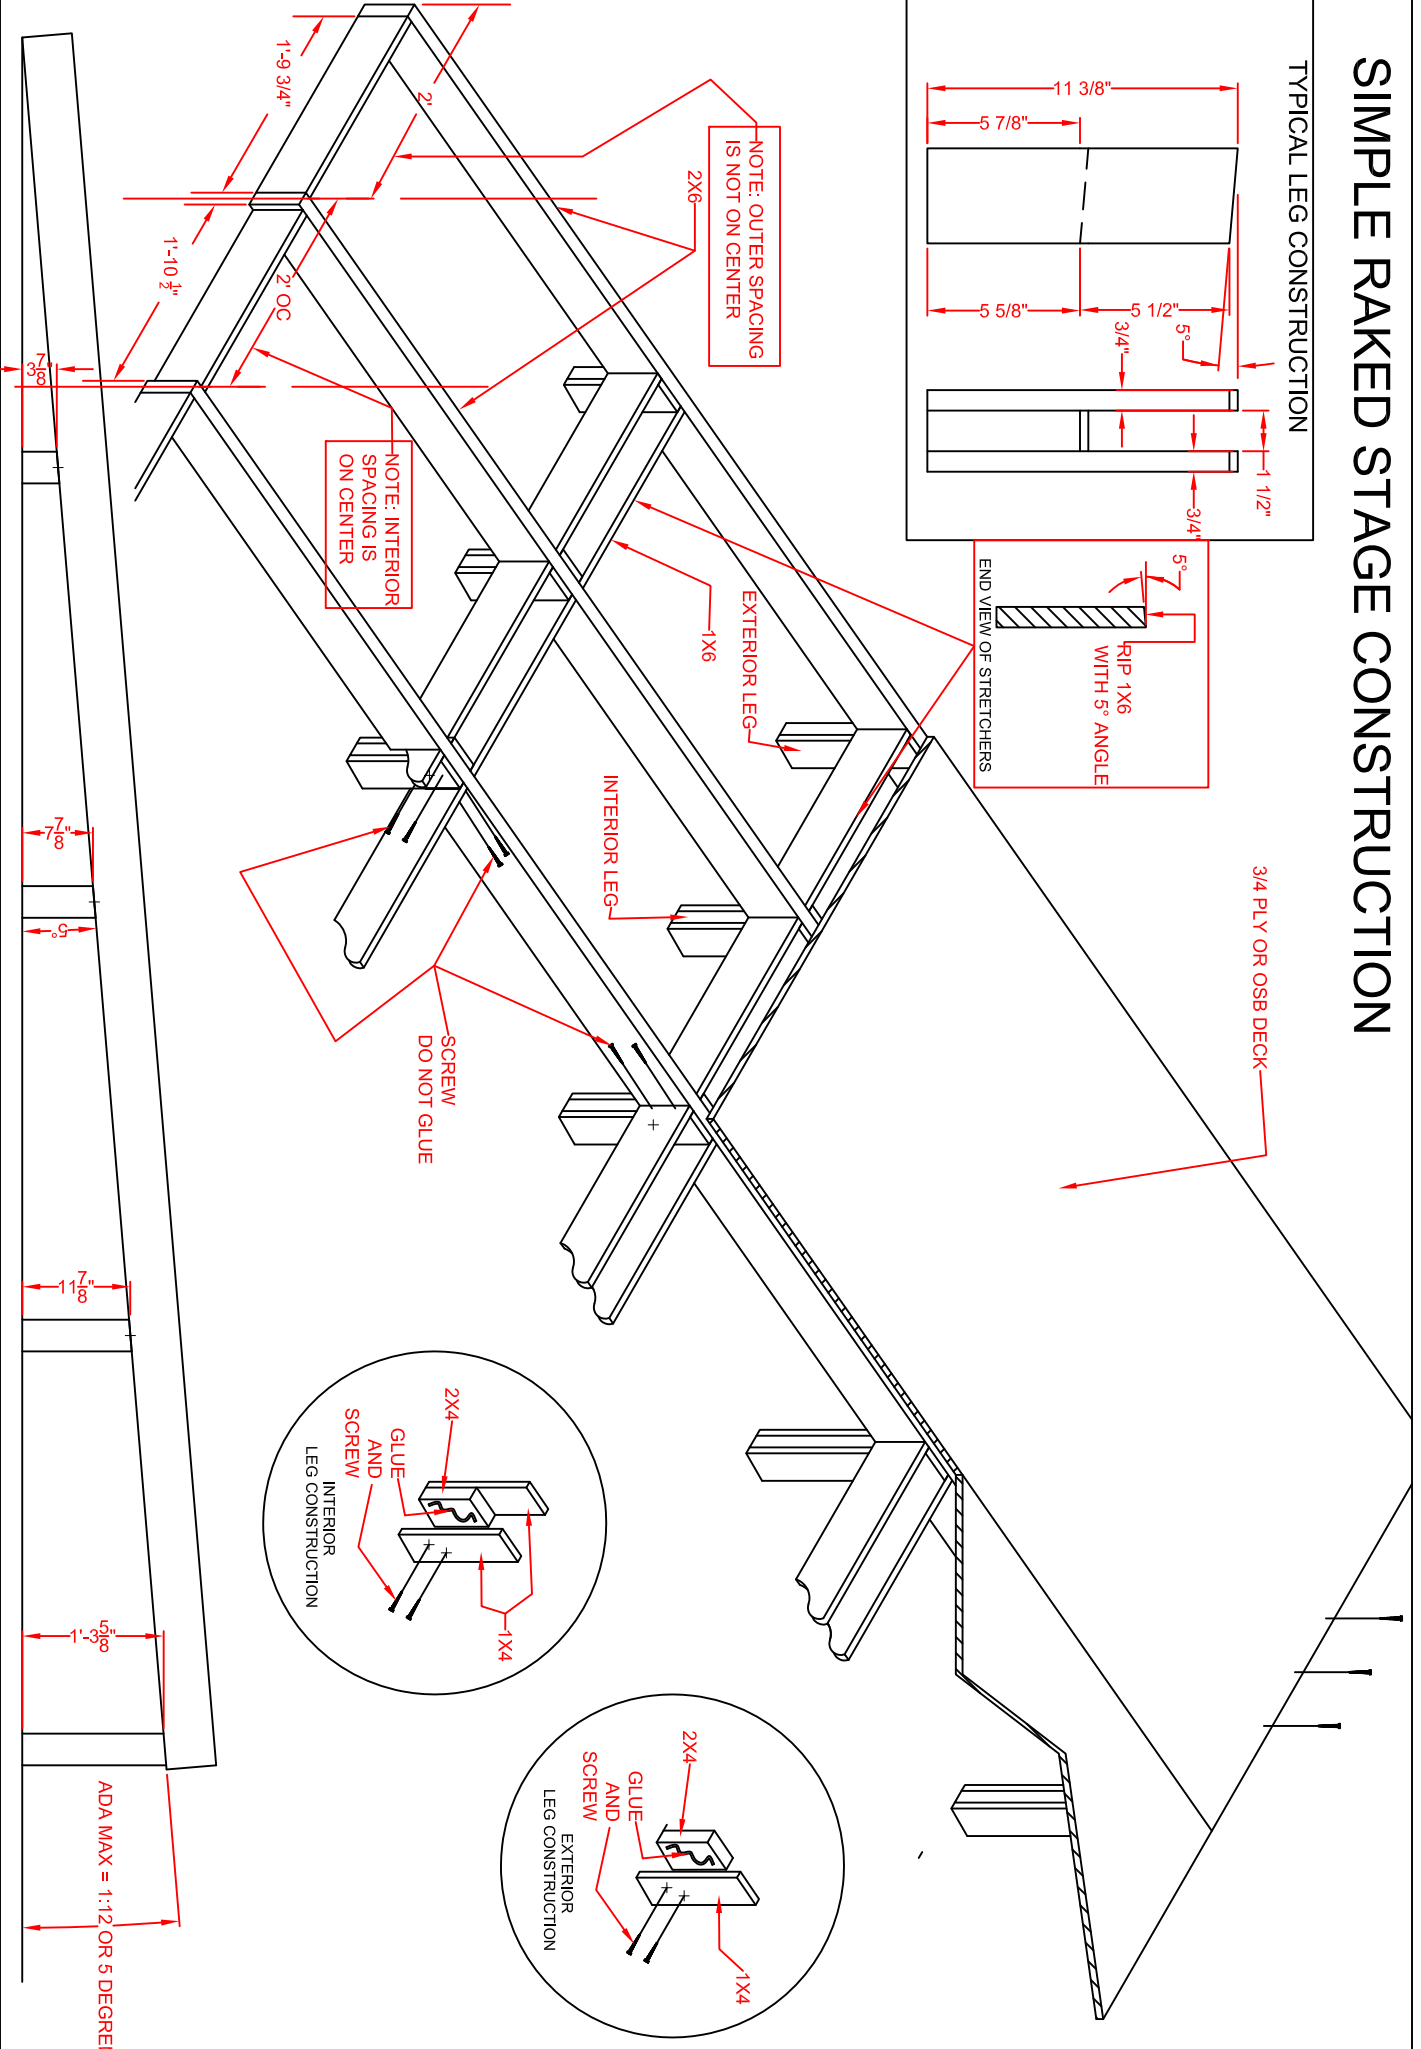 SIMPLE RAKED STAGE CONSTRUCTION
TYPICAL LEG CONSTRUCTION
11 3/8"
5 7/8"
5 5/8"
5 1/2"
5°
3/4"
1 1/2"
3/4"
5°
RIP 1X6
WITH 5° ANGLE
END VIEW OF STRETCHERS
3/4 PLY OR OSB DECK
NOTE: OUTER SPACING
IS NOT ON CENTER
2X6
1X6
EXTERIOR LEG
INTERIOR LEG
2'
1'-9 3/4"
2' OC
1'-10 1/2"
NOTE: INTERIOR
SPACING IS
ON CENTER
SCREW
DO NOT GLUE
2X4
GLUE
AND
SCREW
1X4
INTERIOR
LEG CONSTRUCTION
2X4
GLUE
AND
SCREW
1X4
EXTERIOR
LEG CONSTRUCTION
3 7/8"
7 7/8"
5°
11 7/8"
1'-3 5/8"
ADA MAX = 1:12 OR 5 DEGREE